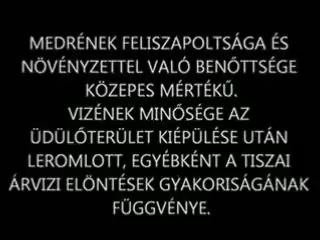 MEDRÉNEK FELISZAPOLTSÁGA ÉS
NÖVÉNYZETTEL VALÓ BENŐTTSÉGE
KÖZEPES MÉRTÉKŰ.
VIZÉNEK MINŐSÉGE AZ
ÜDÜLŐTERÜLET KIÉPÜLÉSE UTÁN
LEROMLOTT, EGYÉBKÉNT A TISZAI
ÁRVIZI ELÖNTÉSEK GYAKORISÁGÁNAK
FÜGGVÉNYE.